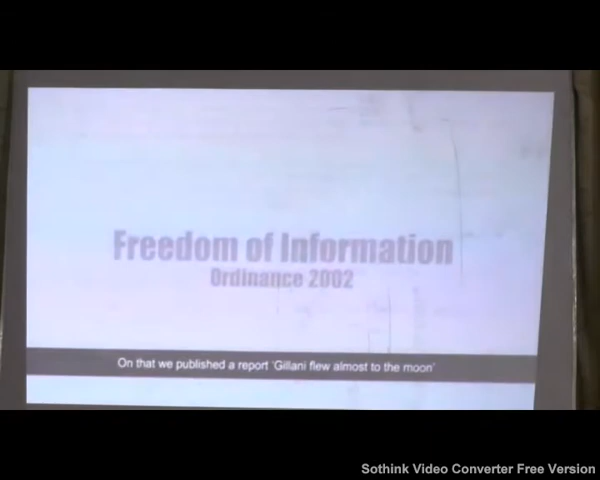 Freedom of Information
Ordinance 2002
On that we published a report 'Gillani flew almost to the moon'
Sothink Video Converter Free Version